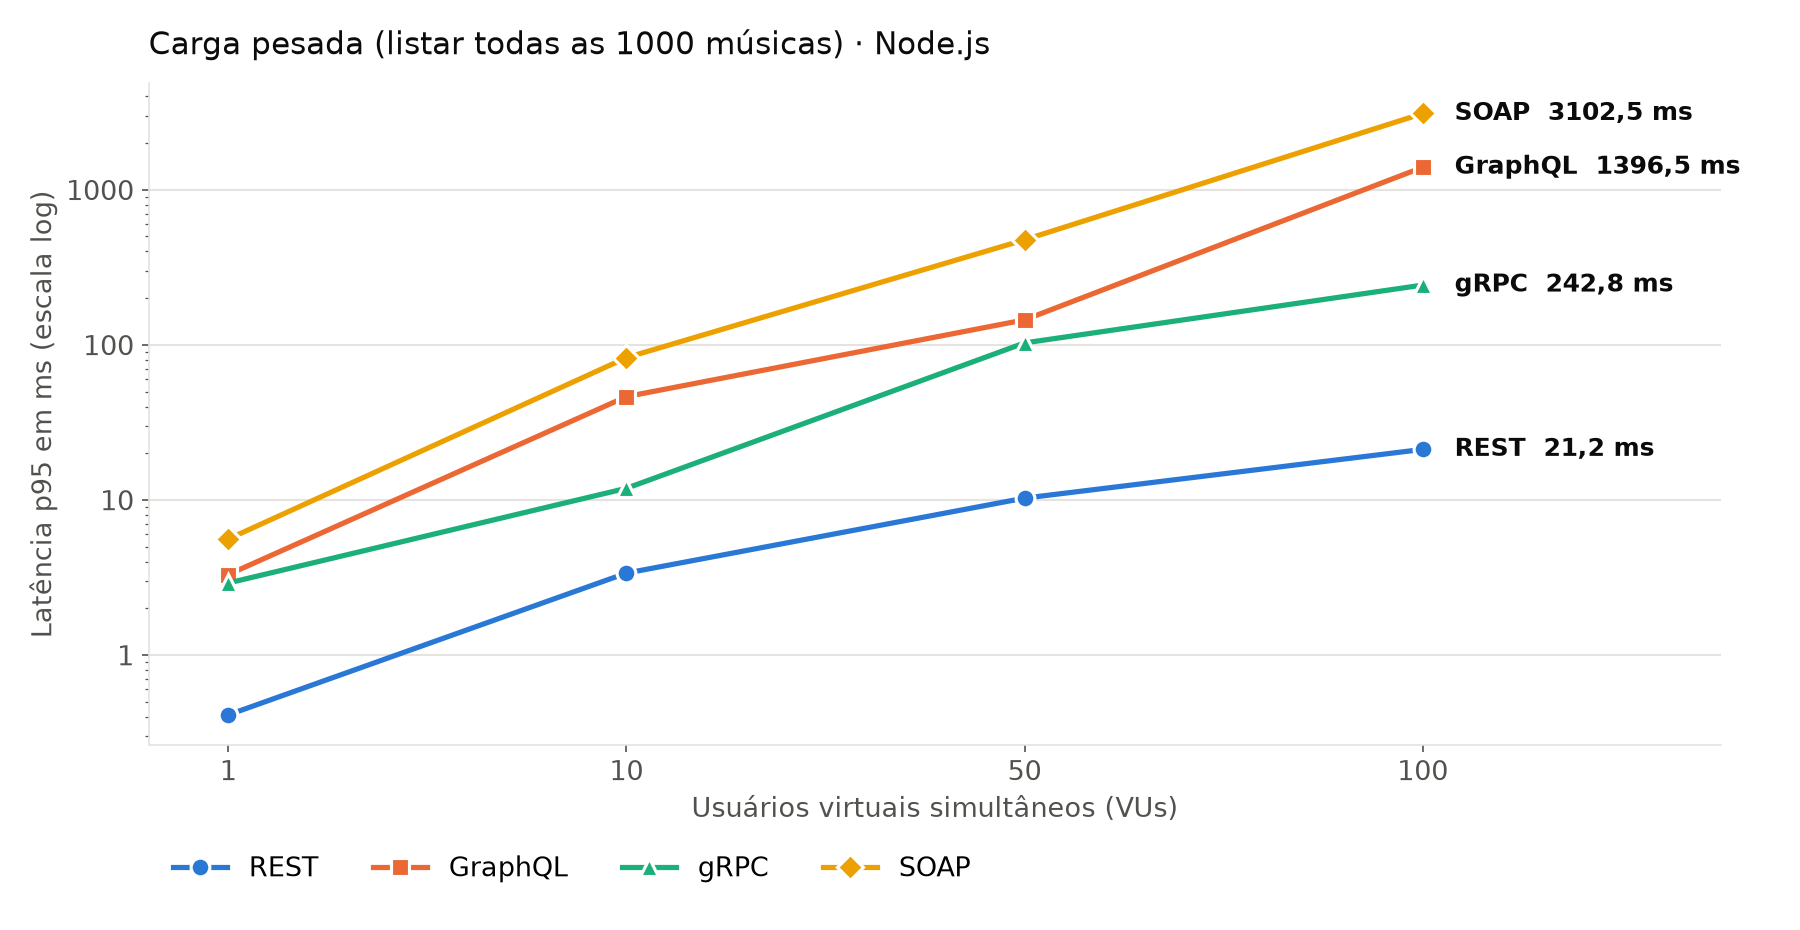 Carga pesada (listar todas as 1000 músicas) · Node.js
Latência p95 em ms (escala log)
1000
100
10
1
SOAP 3102,5 ms
GraphQL 1396,5 ms
gRPC 242,8 ms
REST 21,2 ms
1 10 50 100
Usuários virtuais simultâneos (VUs)
REST GraphQL gRPC SOAP